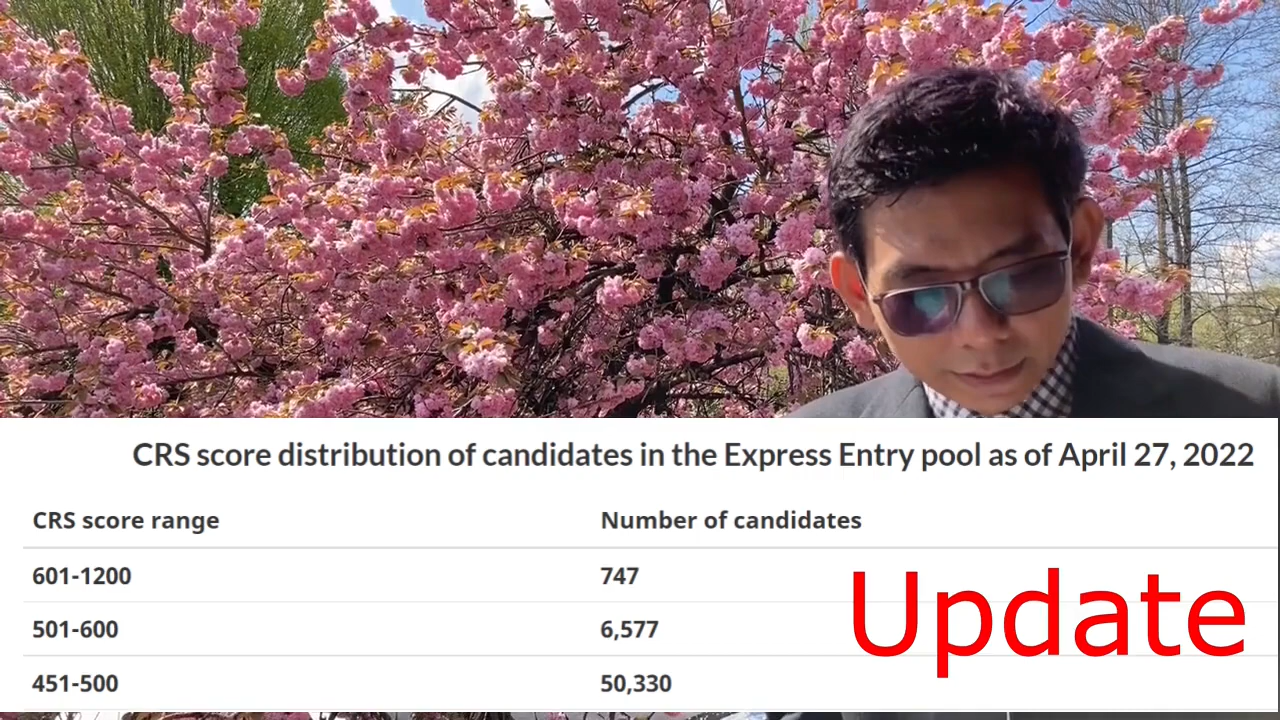 CRS score distribution of candidates in the Express Entry pool as of April 27, 2022
CRS score range Number of candidates
601-1200 747
501-600 6,577
451-500 50,330
Update